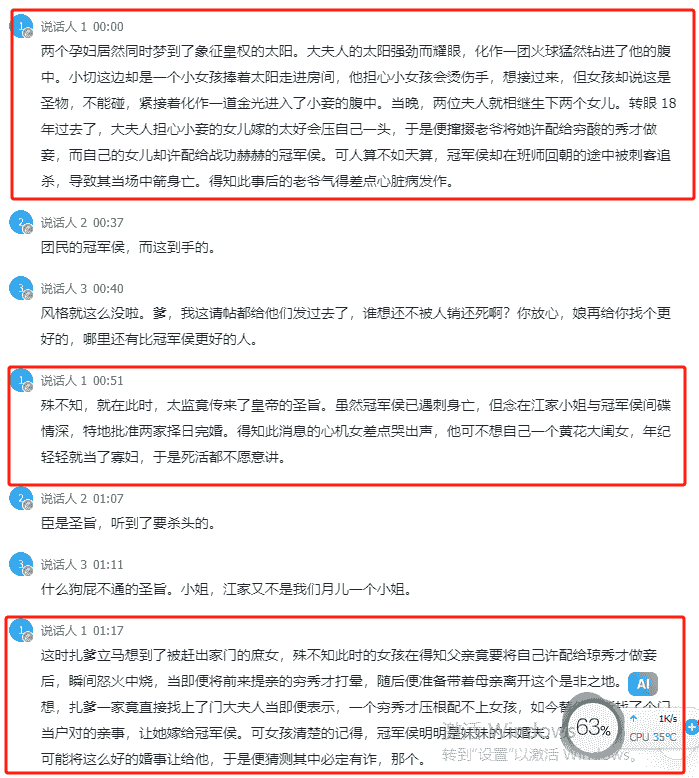 1 说话人 1 00:00
两个孕妇居然同时梦到了象征皇权的太阳。大夫人的太阳强劲而耀眼，化作一团火球猛然钻进了他的腹
中。小切这边却是一个小女孩捧着太阳走进房间，他担心小女孩会烫伤手，想接过来，但女孩却说这是
圣物，不能碰，紧接着化作一道金光进入了小妾的腹中。当晚，两位夫人就相继生下两个女儿。转眼 18
年过去了，大夫人担心小妾的女儿嫁的太好会压自己一头，于是便撺掇老爷将她许配给穷酸的秀才做
妾，而自己的女儿却许配给战功赫赫的冠军侯。可人算不如天算，冠军侯却在班师回朝的途中被刺客追
杀，导致其当场中箭身亡。得知此事后的老爷气得差点心脏病发作。
2 说话人 2 00:37
团民的冠军侯，而这到手的。
3 说话人 3 00:40
风格就这么没啦。爹，我这请帖都给他们发过去了，谁想还不被人销还死啊？你放心，娘再给你找个更
好的，哪里还有比冠军侯更好的人。
1 说话人 1 00:51
殊不知，就在此时，太监竟传来了皇帝的圣旨。虽然冠军侯已遇刺身亡，但念在江家小姐与冠军侯间碟
情深，特地批准两家择日完婚。得知此消息的心机女差点哭出声，他可不想自己一个黄花大闺女，年纪
轻轻就当了寡妇，于是死活都不愿意讲。
2 说话人 2 01:07
臣是圣旨，听到了要杀头的。
3 说话人 3 01:11
什么狗屁不通的圣旨。小姐，江家又不是我们月儿一个小姐。
1 说话人 1 01:17
这时扎爹立马想到了被赶出家门的庶女，殊不知此时的女孩在得知父亲竟要将自己许配给琼秀才做妾
后，瞬间怒火中烧，当即便将前来提亲的穷秀才打晕，随后便准备带着母亲离开这个是非之地。
想，扎爹一家竟直接找上了门大夫人当即便表示，一个穷秀才压根配不上女孩，如今
当户对的亲事，让她嫁给冠军侯。可女孩清楚的记得，冠军侯明明是妹妹的未婚夫。
可能将这么好的婚事让给他，于是便猜测其中必定有诈，那个。
AI
63%
1K/s
CPU 35℃
激活 Windows
转到"设置"以激活 Windows。